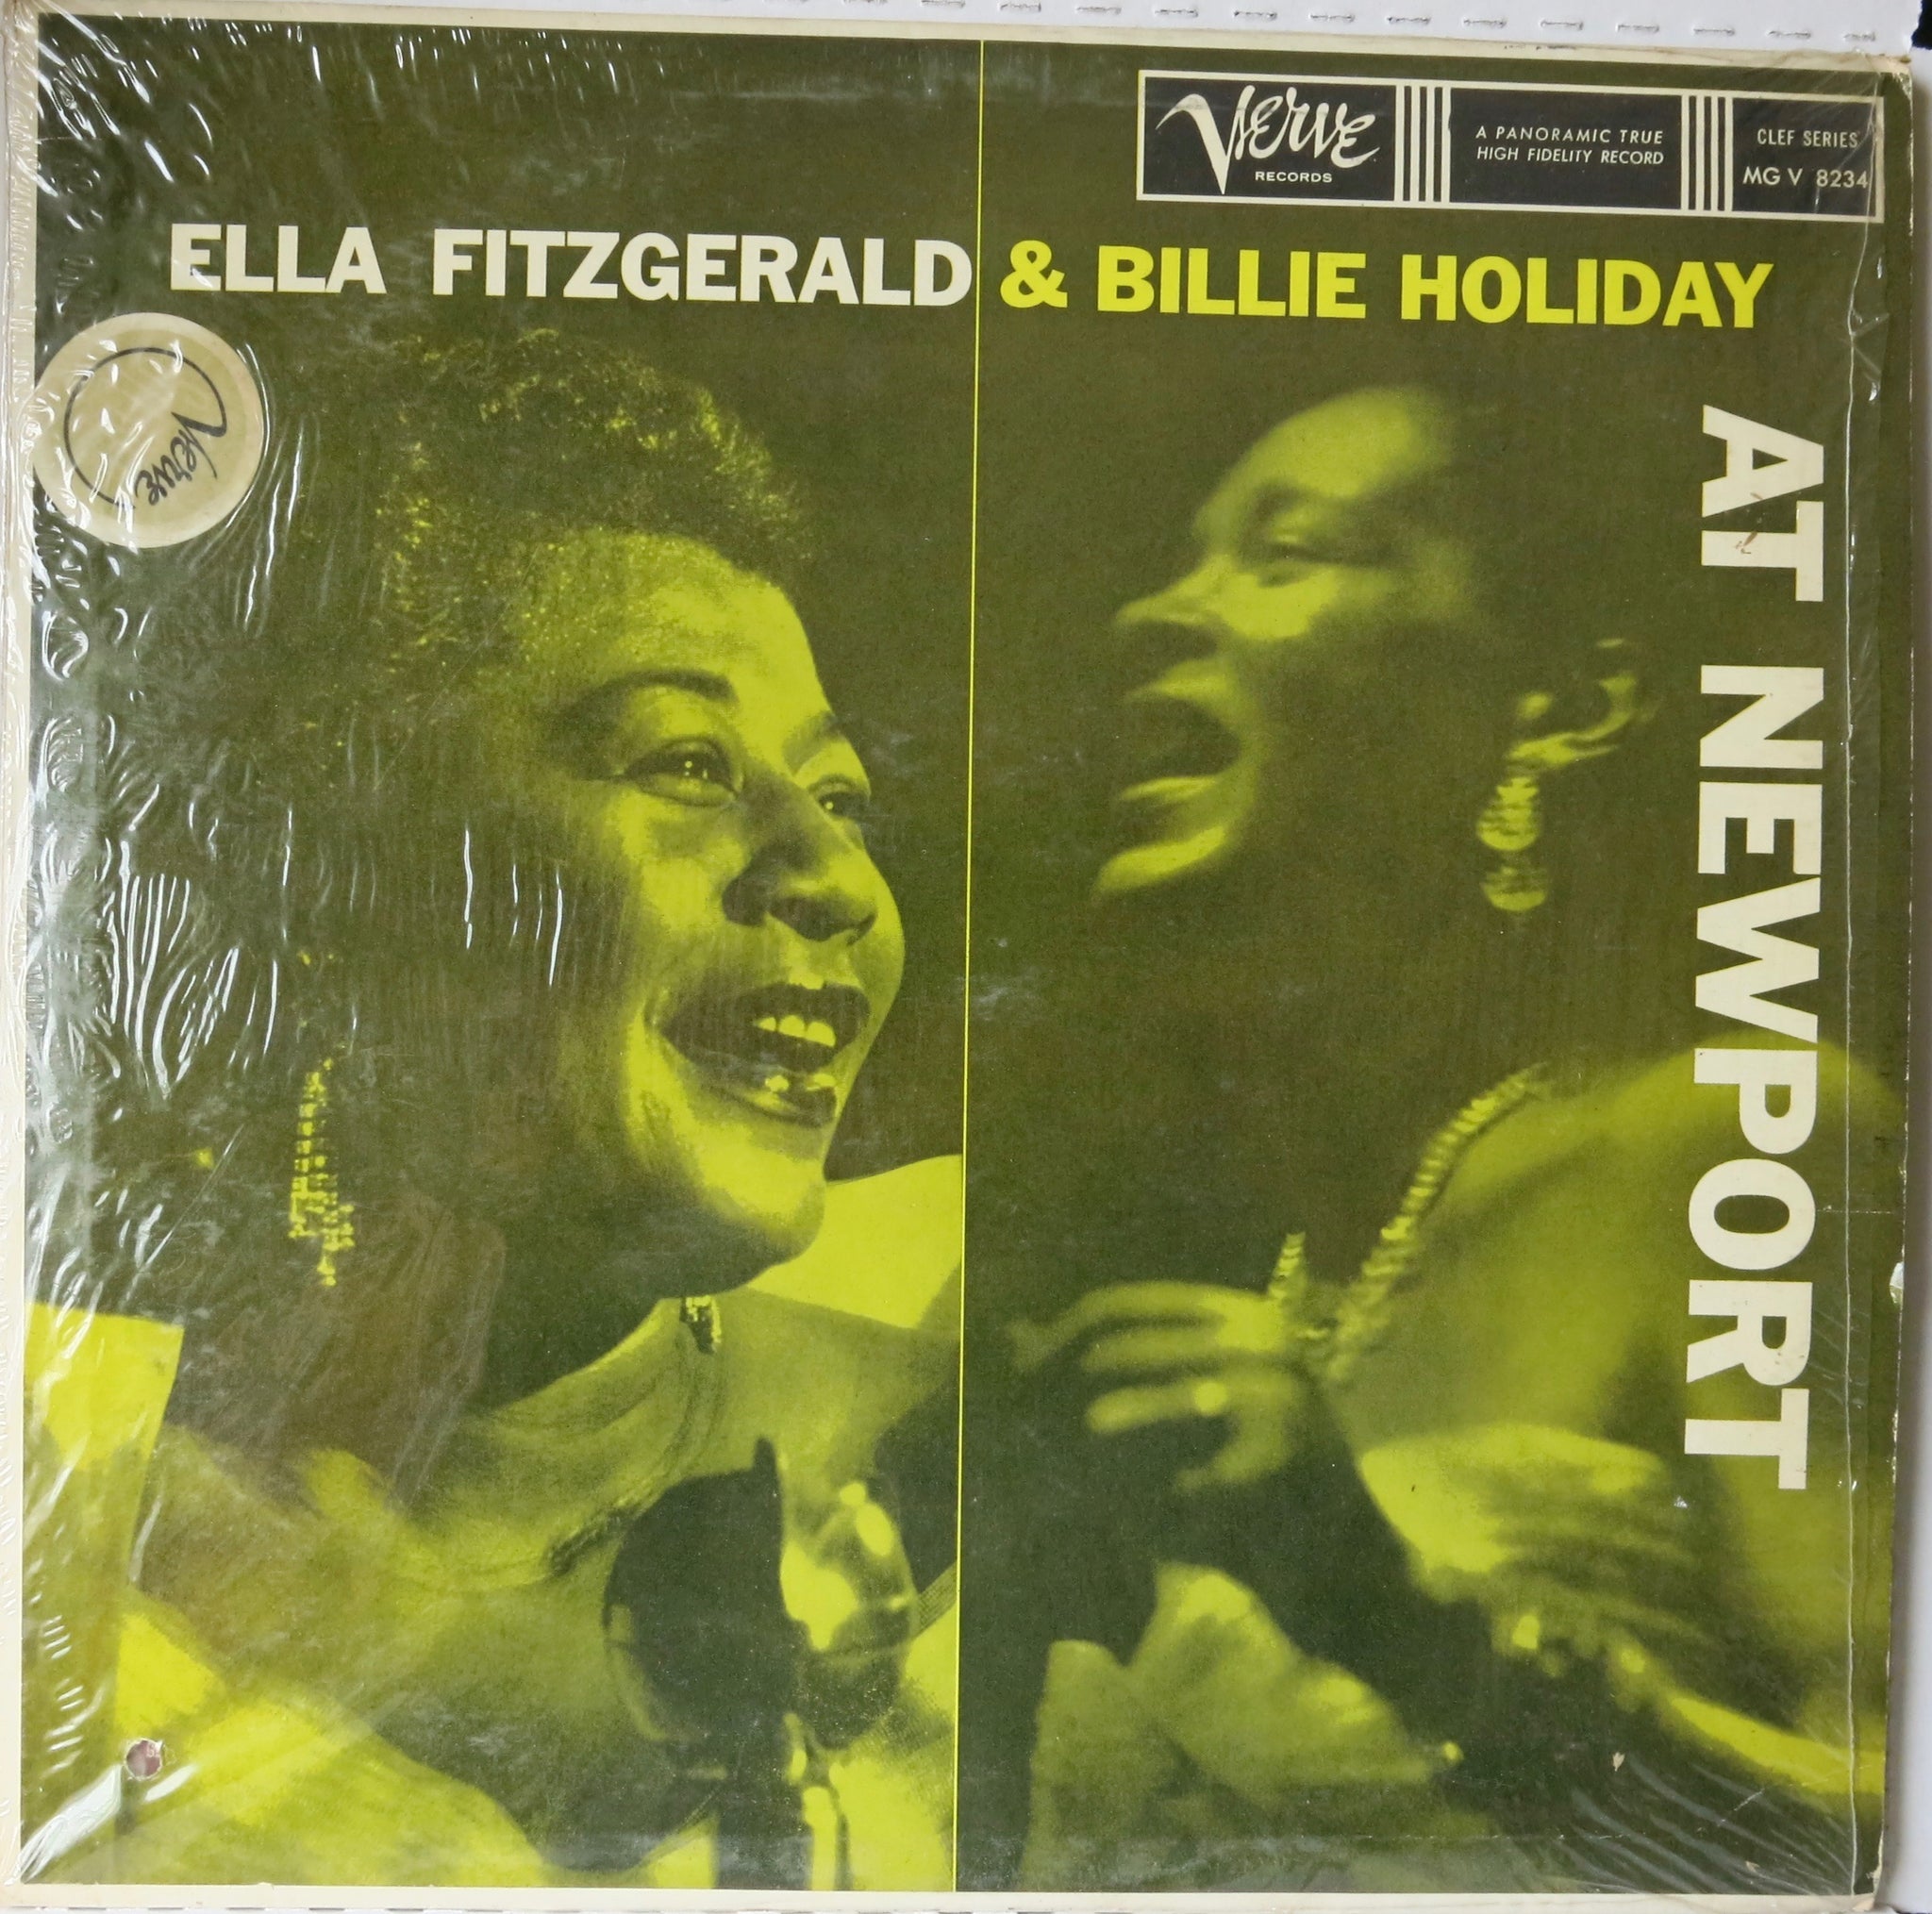 Verve
RECORDS
A PANORAMIC TRUE
HIGH FIDELITY RECORD
CLEF SERIES
MG V 8234
ELLA FITZGERALD & BILLIE HOLIDAY
AT NEWPORT
Verve